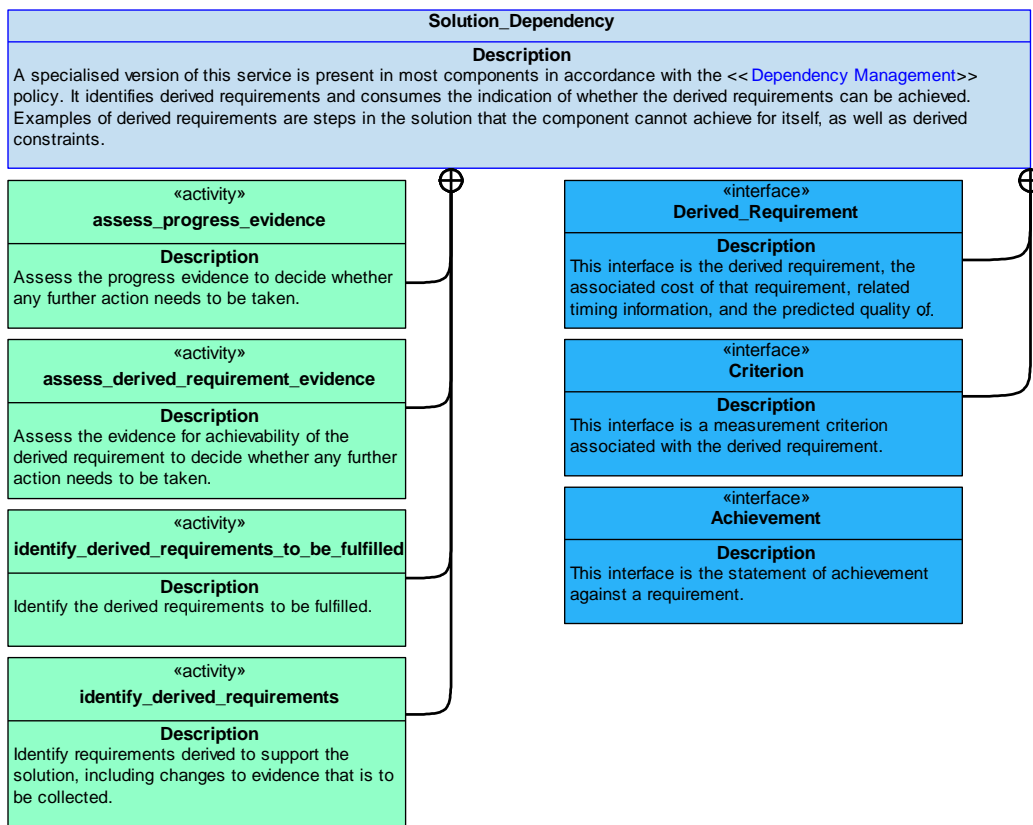 Solution_Dependency
Description
A specialised version of this service is present in most components in accordance with the << Dependency Management>>
policy. It identifies derived requirements and consumes the indication of whether the derived requirements can be achieved.
Examples of derived requirements are steps in the solution that the component cannot achieve for itself, as well as derived
constraints.
«activity»
assess_progress_evidence
Description
Assess the progress evidence to decide whether
any further action needs to be taken.
«activity»
assess_derived_requirement_evidence
Description
Assess the evidence for achievability of the
derived requirement to decide whether any further
action needs to be taken.
«activity»
identify_derived_requirements_to_be_fulfilled
Description
Identify the derived requirements to be fulfilled.
«activity»
identify_derived_requirements
Description
Identify requirements derived to support the
solution, including changes to evidence that is to
be collected.
«interface»
Derived_Requirement
Description
This interface is the derived requirement, the
associated cost of that requirement, related
timing information, and the predicted quality of.
«interface»
Criterion
Description
This interface is a measurement criterion
associated with the derived requirement.
«interface»
Achievement
Description
This interface is the statement of achievement
against a requirement.